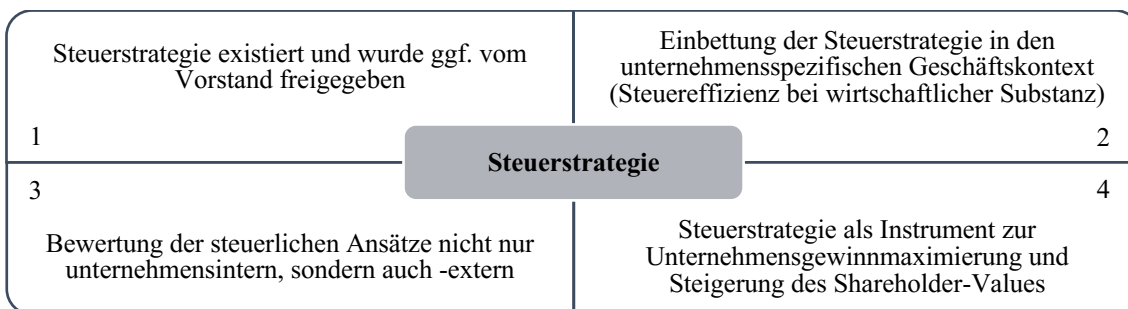 Steuerstrategie existiert und wurde ggf. vom
Vorstand freigegeben
1
Einbettung der Steuerstrategie in den
unternehmensspezifischen Geschäftskontext
(Steuereffizienz bei wirtschaftlicher Substanz)
2
Steuerstrategie
3
Bewertung der steuerlichen Ansätze nicht nur
unternehmensintern, sondern auch -extern
4
Steuerstrategie als Instrument zur
Unternehmensgewinnmaximierung und
Steigerung des Shareholder-Values